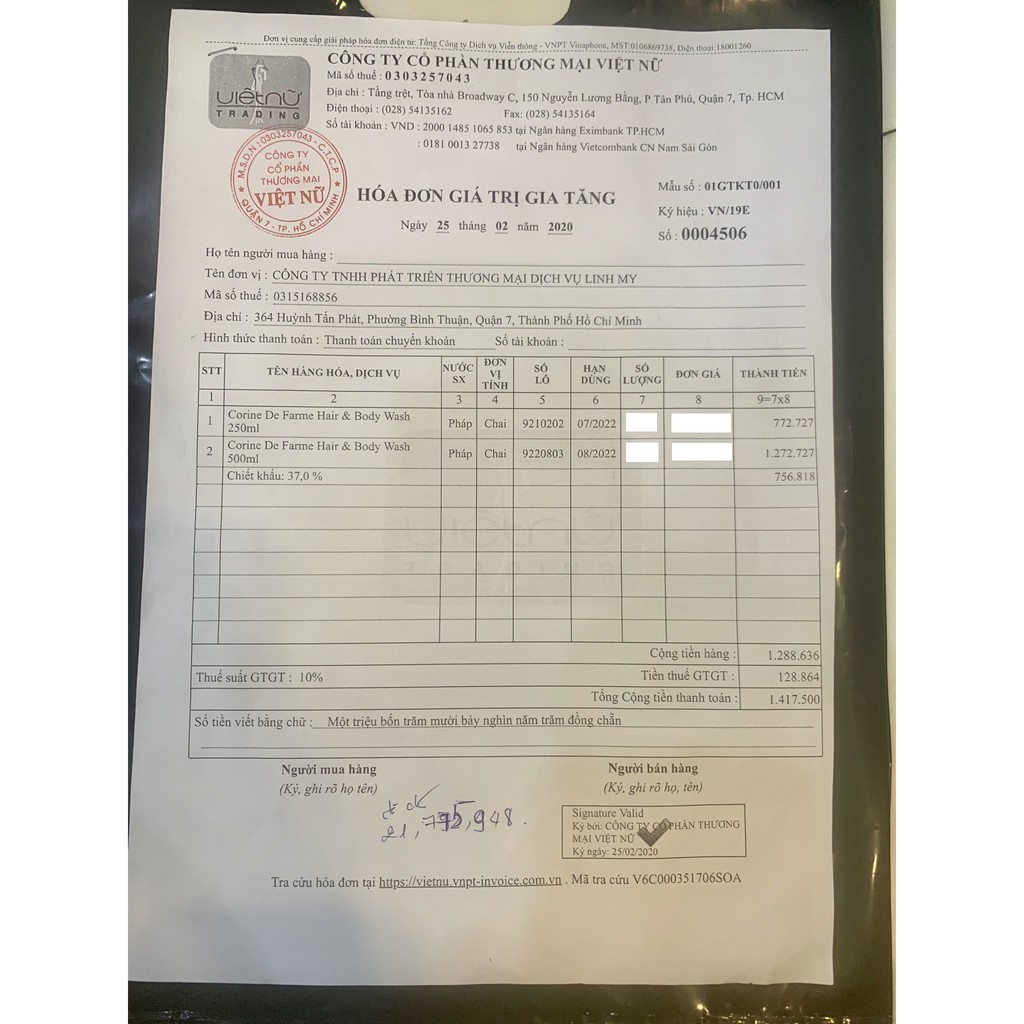 Đơn vị cung cấp giải pháp hóa đơn điện tử: Tổng Công ty Dịch vụ Viễn thông - VNPT Vinaphone, MST:0106869738, Điện thoại:18001260
CÔNG TY CỔ PHẦN THƯƠNG MẠI VIỆT NỮ
Mã số thuế : 0303257043
Địa chỉ : Tầng trệt, Tòa nhà Broadway C, 150 Nguyễn Lương Bằng, P Tân Phú, Quận 7, Tp. HCM
Điện thoại : (028) 54135162 Fax: (028) 54135164
Số tài khoản : VND : 2000 1485 1065 853 tại Ngân hàng Eximbank TP.HCM
: 0181 0013 27738 tại Ngân hàng Vietcombank CN Nam Sài Gòn
việtnữ
TRADING
M.S.D.N: 0303257043 - C.T.C.P
CÔNG TY
CỔ PHẦN
THƯƠNG MẠI
VIỆT NỮ
QUẬN 7 - TP. HỒ CHÍ MINH
HÓA ĐƠN GIÁ TRỊ GIA TĂNG
Ngày 25 tháng 02 năm 2020
Mẫu số : 01GTKT0/001
Ký hiệu : VN/19E
Số : 0004506
Họ tên người mua hàng :
Tên đơn vị : CÔNG TY TNHH PHÁT TRIỂN THƯƠNG MẠI DỊCH VỤ LINH MY
Mã số thuế : 0315168856
Địa chỉ : 364 Huỳnh Tấn Phát, Phường Bình Thuận, Quận 7, Thành Phố Hồ Chí Minh
Hình thức thanh toán : Thanh toán chuyển khoản Số tài khoản :
STT TÊN HÀNG HÓA, DỊCH VỤ NƯỚC SX ĐƠN VỊ TÍNH SỐ LÔ HẠN DÙNG SỐ LƯỢNG ĐƠN GIÁ THÀNH TIỀN
1 2 3 4 5 6 7 8 9=7x8
1 Corine De Farme Hair & Body Wash 250ml Pháp Chai 9210202 07/2022 772.727
2 Corine De Farme Hair & Body Wash 500ml Pháp Chai 9220803 08/2022 1.272.727
Chiết khấu: 37,0 % 756.818
Cộng tiền hàng : 1.288.636
Thuế suất GTGT : 10% Tiền thuế GTGT : 128.864
Tổng Cộng tiền thanh toán : 1.417.500
Số tiền viết bằng chữ : Một triệu bốn trăm mười bảy nghìn năm trăm đồng chẵn
Người mua hàng Người bán hàng
(Ký, ghi rõ họ, tên) (Ký, ghi rõ họ, tên)
Signature Valid
Ký bởi: CÔNG TY CỔ PHẦN THƯƠNG
MẠI VIỆT NỮ
Ký ngày: 25/02/2020
Tra cứu hóa đơn tại https://vietnu.vnpt-invoice.com.vn . Mã tra cứu V6C000351706SOA